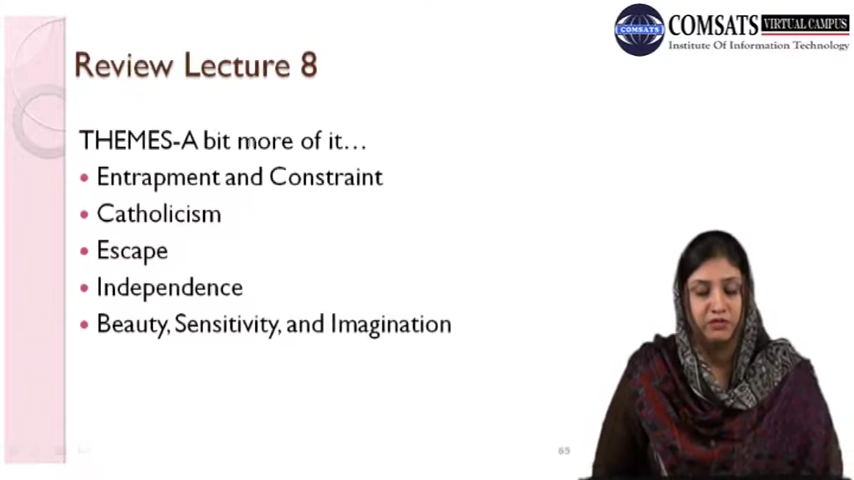 COMSATS VIRTUAL CAMPUS
COMSATS
Institute Of Information Technology
Review Lecture 8
THEMES-A bit more of it...
• Entrapment and Constraint
• Catholicism
• Escape
• Independence
• Beauty, Sensitivity, and Imagination
65